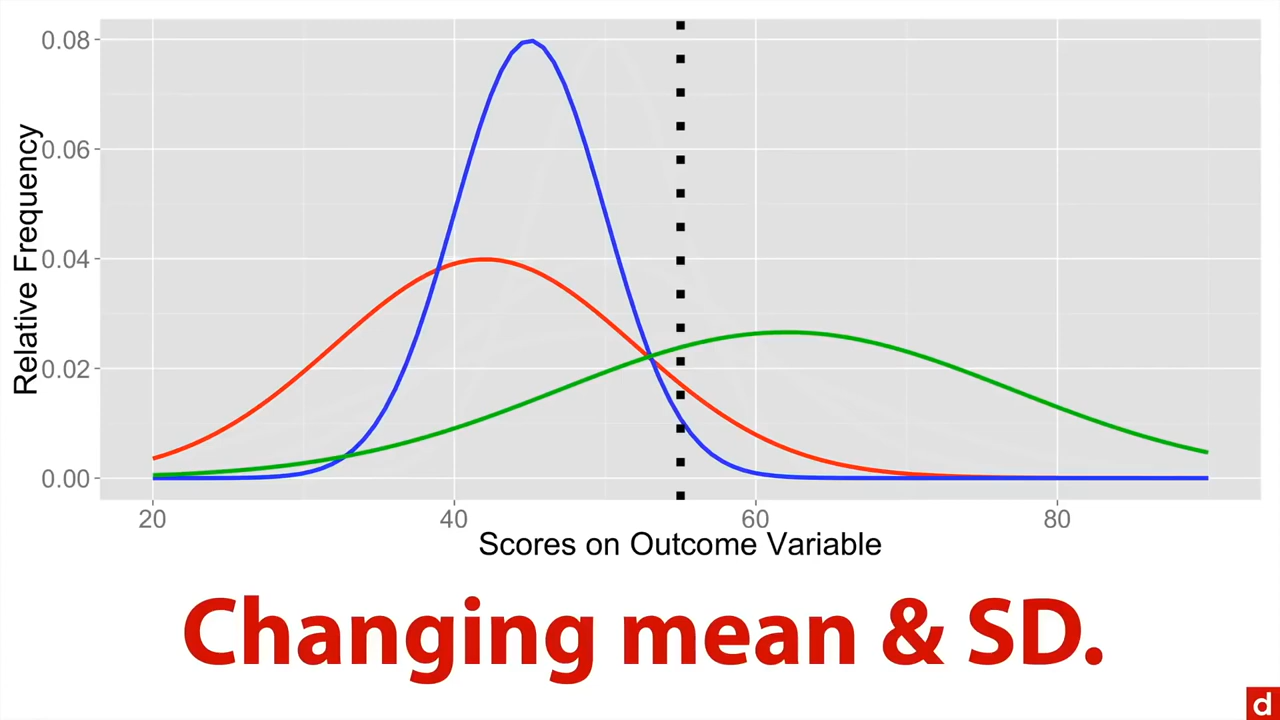 0.08
0.06
0.04
0.02
0.00
Relative Frequency
20 40 60 80
Scores on Outcome Variable
Changing mean & SD.
d